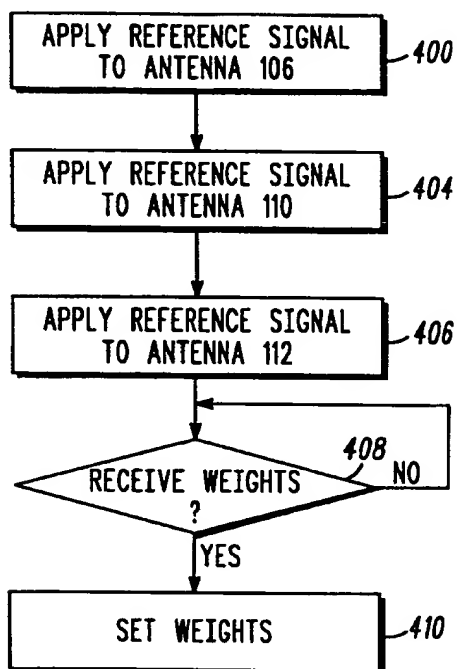 APPLY REFERENCE SIGNAL
TO ANTENNA 106
400
APPLY REFERENCE SIGNAL
TO ANTENNA 110
404
APPLY REFERENCE SIGNAL
TO ANTENNA 112
406
RECEIVE WEIGHTS
?
408
NO
YES
SET WEIGHTS
410